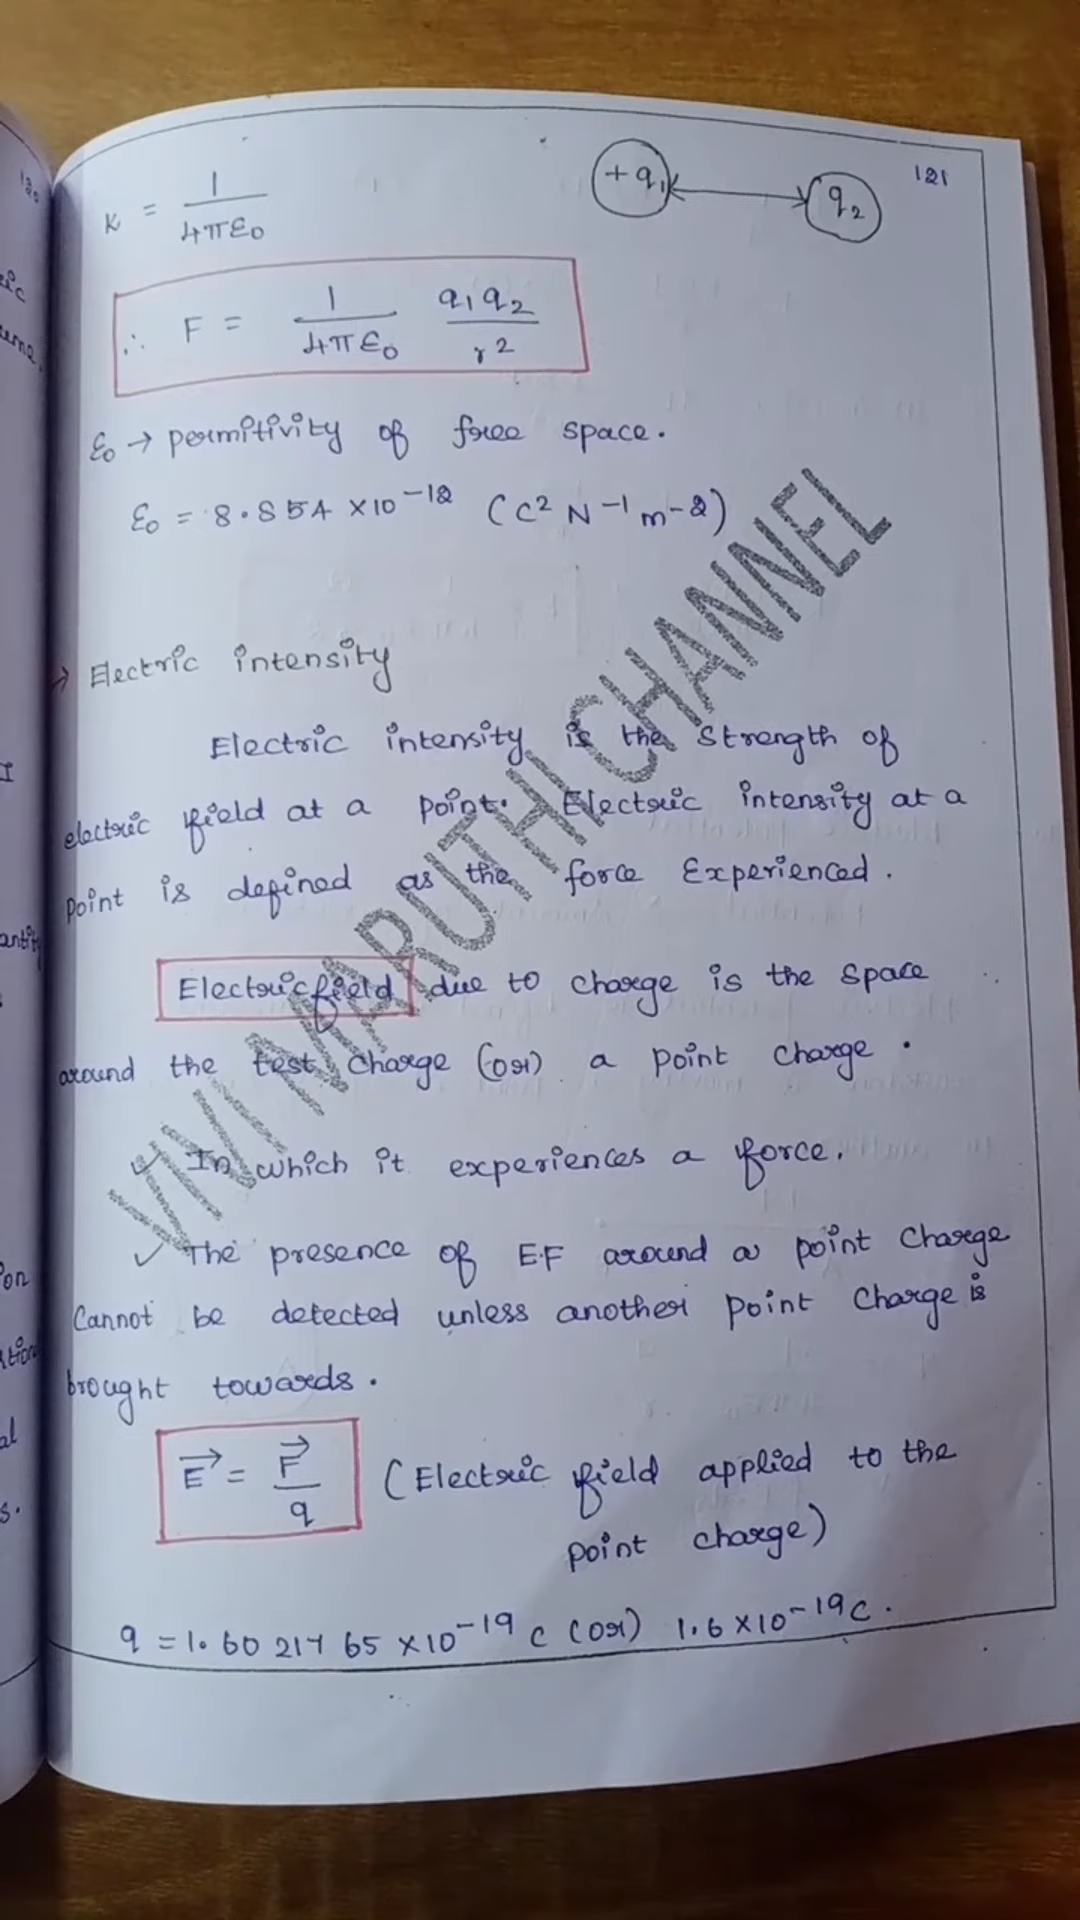 121
+q1
q2
K = 1/4πε0
∴ F = 1/4πε0 q1q2/r2
ε0 → permitivity of free space.
ε0 = 8.854 ×10-12 (C2 N-1 m-2)
→ Electric intensity
Electric intensity is the strength of
electric field at a point. Electric intensity at a
point is defined as the force Experienced.
Electric field due to charge is the space
around the test charge (or) a point charge.
✓ In which it experiences a force.
✓ The presence of E.F around a point charge
cannot be detected unless another point charge is
brought towards.
E→ = F→/q (Electric field applied to the
point charge)
q = 1.60 217 65 ×10-19 C (or) 1.6×10-19 C.
VIVI MARUTHI CHANNEL